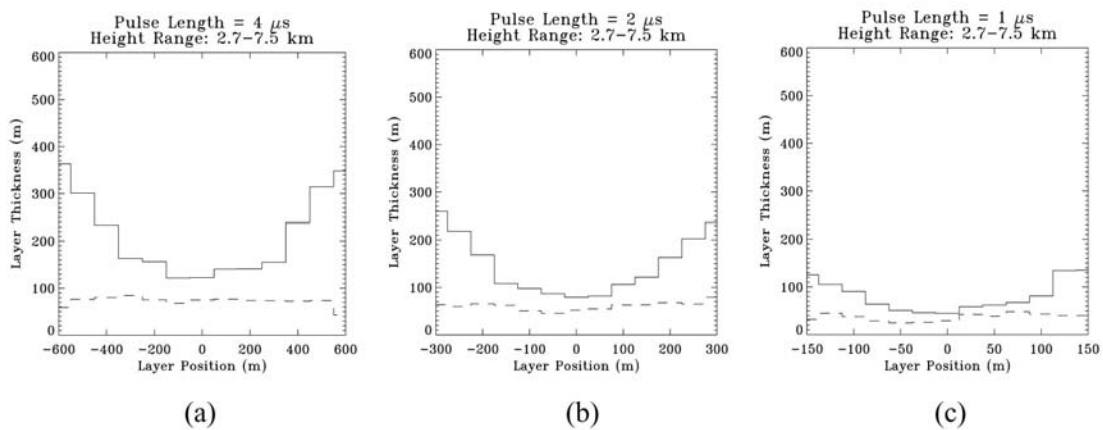 Pulse Length = 4 μs
Height Range: 2.7–7.5 km
600
500
400
300
200
100
0
Layer Thickness (m)
−600 −400 −200 0 200 400 600
Layer Position (m)
(a)
Pulse Length = 2 μs
Height Range: 2.7–7.5 km
600
500
400
300
200
100
0
Layer Thickness (m)
−300 −200 −100 0 100 200 300
Layer Position (m)
(b)
Pulse Length = 1 μs
Height Range: 2.7–7.5 km
600
500
400
300
200
100
0
Layer Thickness (m)
−150 −100 −50 0 50 100 150
Layer Position (m)
(c)